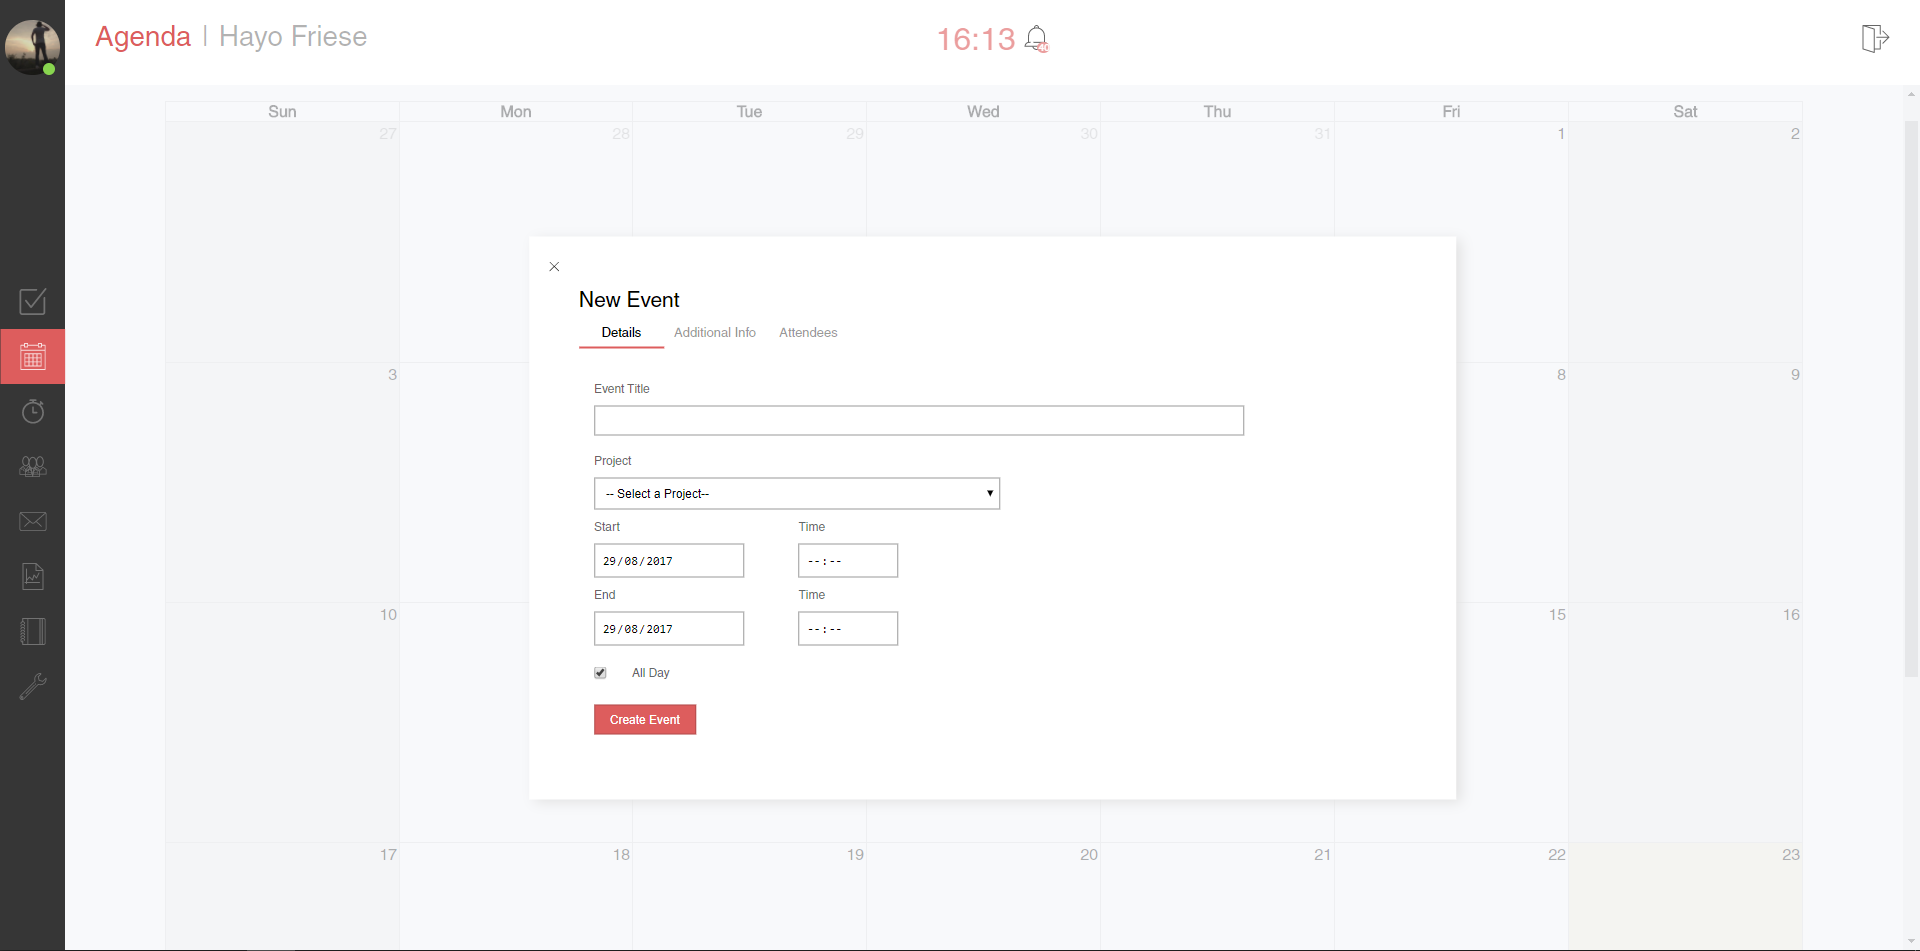 Agenda | Hayo Friese
16:13
40
Sun Mon Tue Wed Thu Fri Sat
27 28 29 30 31 1 2
New Event
Details Additional Info Attendees
3 8 9
Event Title
Project
-- Select a Project--
Start Time
29/08/2017 --:--
End Time
29/08/2017 --:--
10 15 16
All Day
Create Event
17 18 19 20 21 22 23